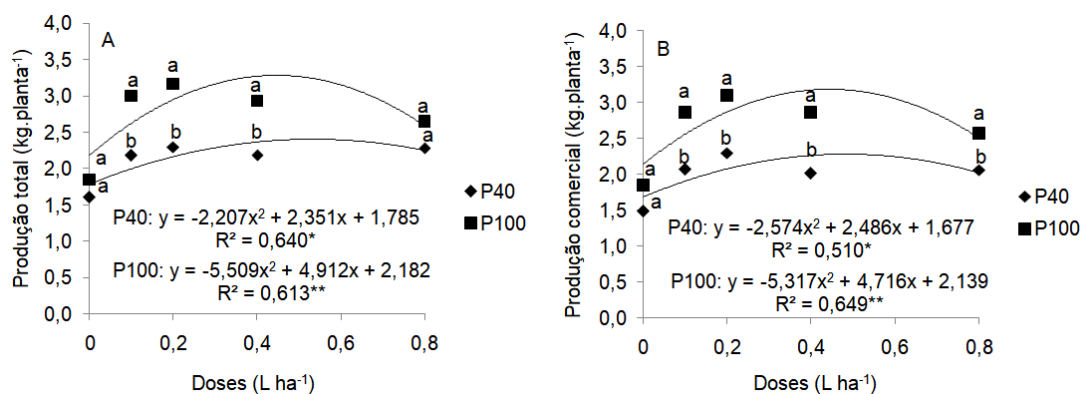 A
Produção total (kg.planta⁻¹)
4,0
3,5
3,0
2,5
2,0
1,5
1,0
0,5
0,0
a
a
a
a
a
a
b
b
b
a
P40: y = -2,207x² + 2,351x + 1,785
R² = 0,640*
P100: y = -5,509x² + 4,912x + 2,182
R² = 0,613**
0
0,2
0,4
0,6
0,8
Doses (L ha⁻¹)
P40
P100
B
Produção comercial (kg.planta⁻¹)
4,0
3,5
3,0
2,5
2,0
1,5
1,0
0,5
0,0
a
a
a
a
a
a
b
b
b
b
P40: y = -2,574x² + 2,486x + 1,677
R² = 0,510*
P100: y = -5,317x² + 4,716x + 2,139
R² = 0,649**
0
0,2
0,4
0,6
0,8
Doses (L ha⁻¹)
P40
P100